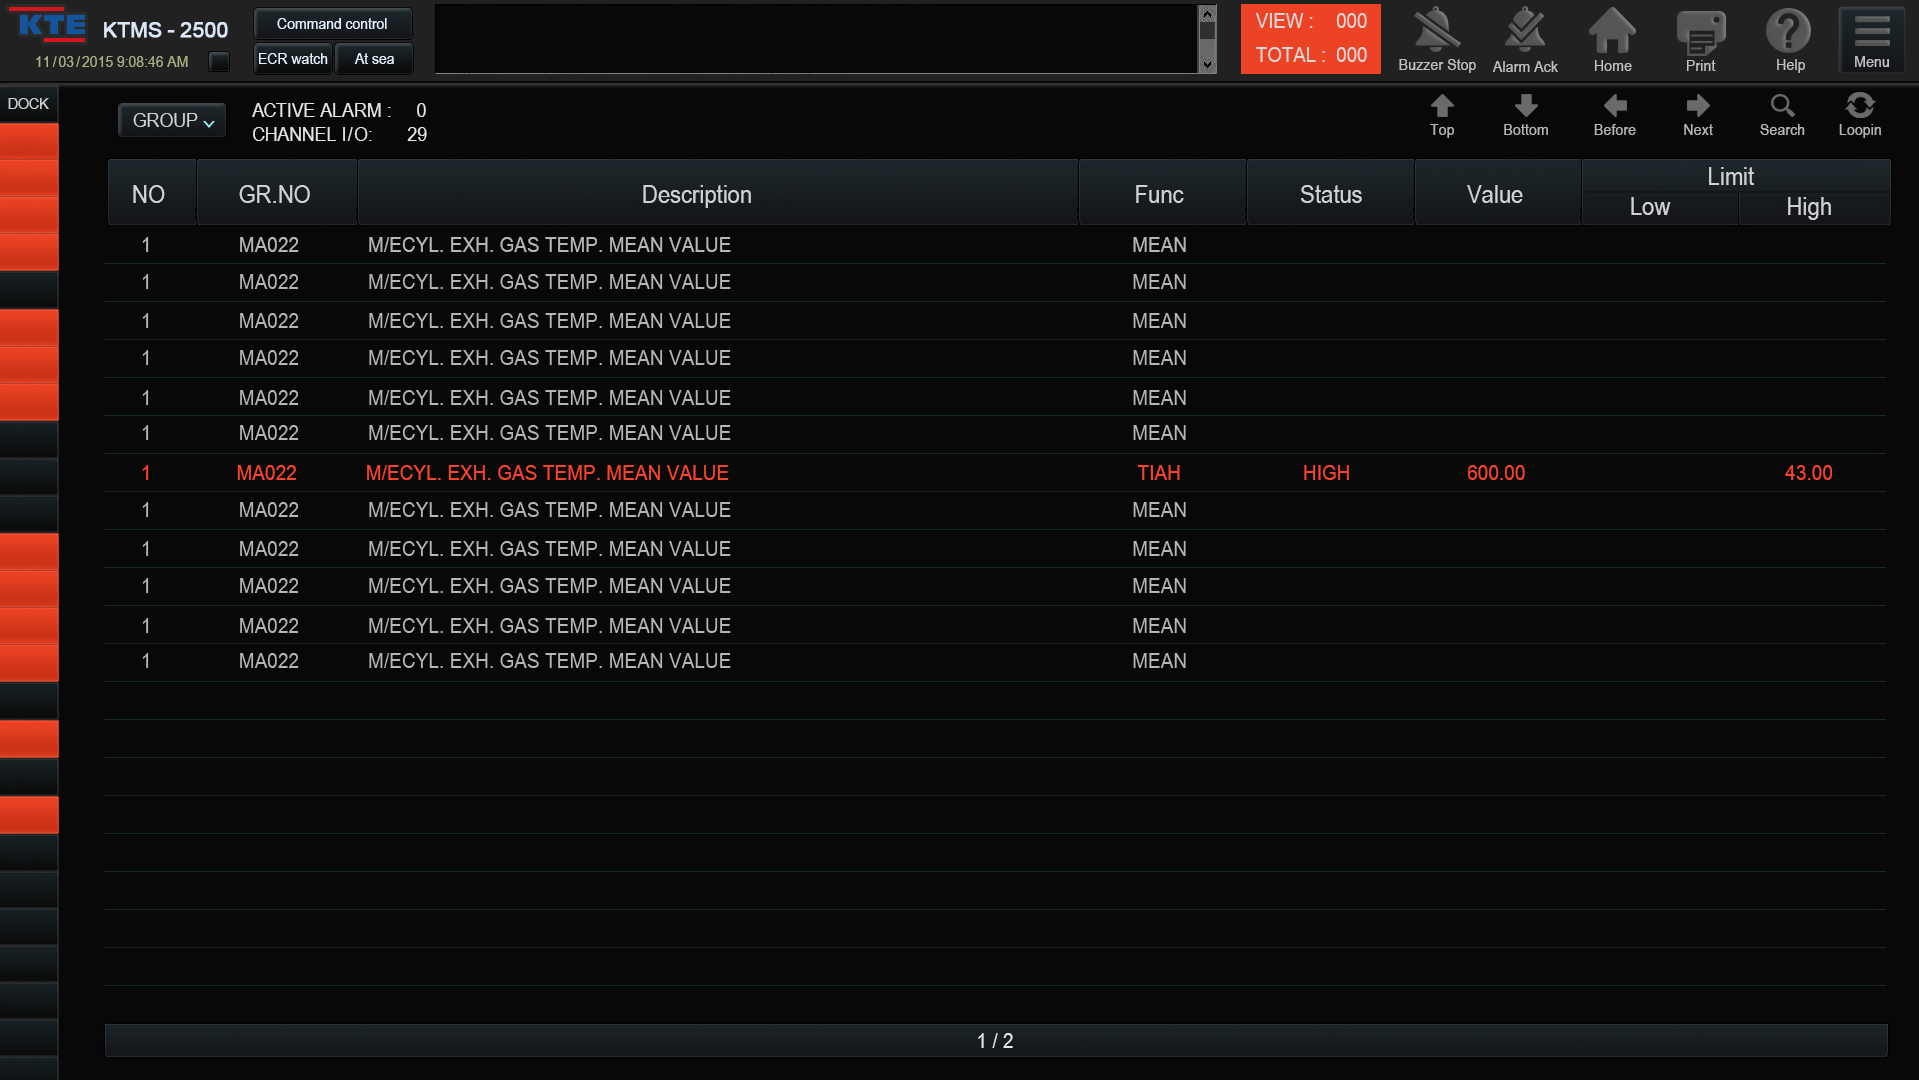 KTE
KTMS - 2500
11/03/2015 9:08:46 AM
Command control
ECR watch
At sea
VIEW : 000
TOTAL : 000
Buzzer Stop
Alarm Ack
Home
Print
Help
Menu
DOCK
GROUP
ACTIVE ALARM : 0
CHANNEL I/O: 29
Top
Bottom
Before
Next
Search
Loopin
NO GR.NO Description Func Status Value Limit
Low High
1 MA022 M/ECYL. EXH. GAS TEMP. MEAN VALUE MEAN
1 MA022 M/ECYL. EXH. GAS TEMP. MEAN VALUE MEAN
1 MA022 M/ECYL. EXH. GAS TEMP. MEAN VALUE MEAN
1 MA022 M/ECYL. EXH. GAS TEMP. MEAN VALUE MEAN
1 MA022 M/ECYL. EXH. GAS TEMP. MEAN VALUE MEAN
1 MA022 M/ECYL. EXH. GAS TEMP. MEAN VALUE MEAN
1 MA022 M/ECYL. EXH. GAS TEMP. MEAN VALUE TIAH HIGH 600.00 43.00
1 MA022 M/ECYL. EXH. GAS TEMP. MEAN VALUE MEAN
1 MA022 M/ECYL. EXH. GAS TEMP. MEAN VALUE MEAN
1 MA022 M/ECYL. EXH. GAS TEMP. MEAN VALUE MEAN
1 MA022 M/ECYL. EXH. GAS TEMP. MEAN VALUE MEAN
1 MA022 M/ECYL. EXH. GAS TEMP. MEAN VALUE MEAN
1 / 2